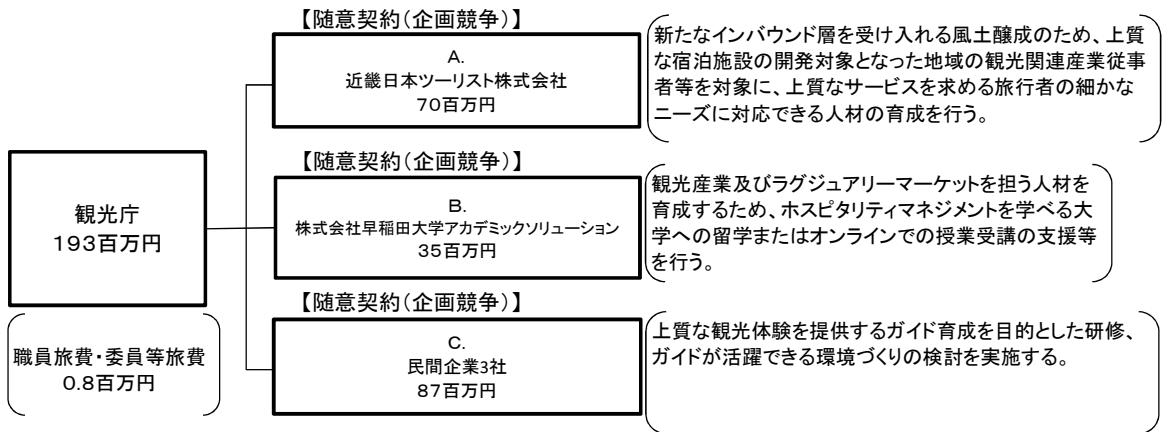 【随意契約(企画競争)】
A.
近畿日本ツーリスト株式会社
70百万円
新たなインバウンド層を受け入れる風土醸成のため、上質
な宿泊施設の開発対象となった地域の観光関連産業従事
者等を対象に、上質なサービスを求める旅行者の細かな
ニーズに対応できる人材の育成を行う。
観光庁
193百万円
職員旅費・委員等旅費
0.8百万円
【随意契約(企画競争)】
B.
株式会社早稲田大学アカデミックソリューション
35百万円
観光産業及びラグジュアリーマーケットを担う人材を
育成するため、ホスピタリティマネジメントを学べる大
学への留学またはオンラインでの授業受講の支援等
を行う。
【随意契約(企画競争)】
C.
民間企業3社
87百万円
上質な観光体験を提供するガイド育成を目的とした研修、
ガイドが活躍できる環境づくりの検討を実施する。